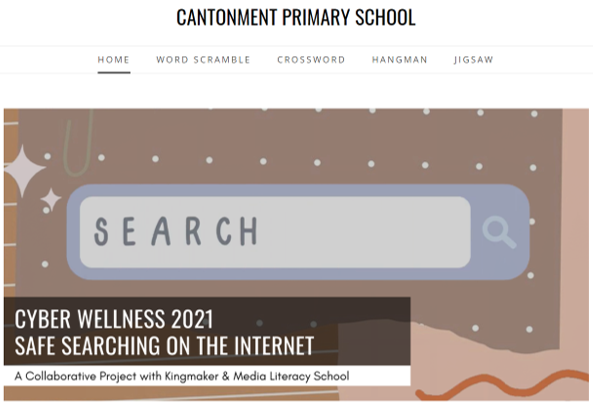 CANTONMENT PRIMARY SCHOOL
HOME WORD SCRAMBLE CROSSWORD HANGMAN JIGSAW
SEARCH
CYBER WELLNESS 2021
SAFE SEARCHING ON THE INTERNET
A Collaborative Project with Kingmaker & Media Literacy School